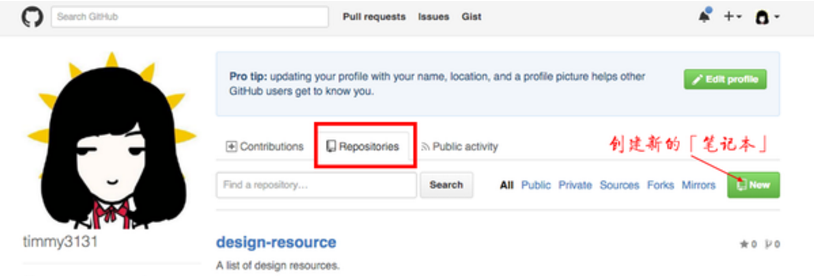 Search GitHub
Pull requests Issues Gist
Pro tip: updating your profile with your name, location, and a profile picture helps other
GitHub users get to know you.
Edit profile
Contributions Repositories Public activity
创建新的「笔记本」
Find a repository... Search All Public Private Sources Forks Mirrors New
timmy3131
design-resource 0 0
A list of design resources.